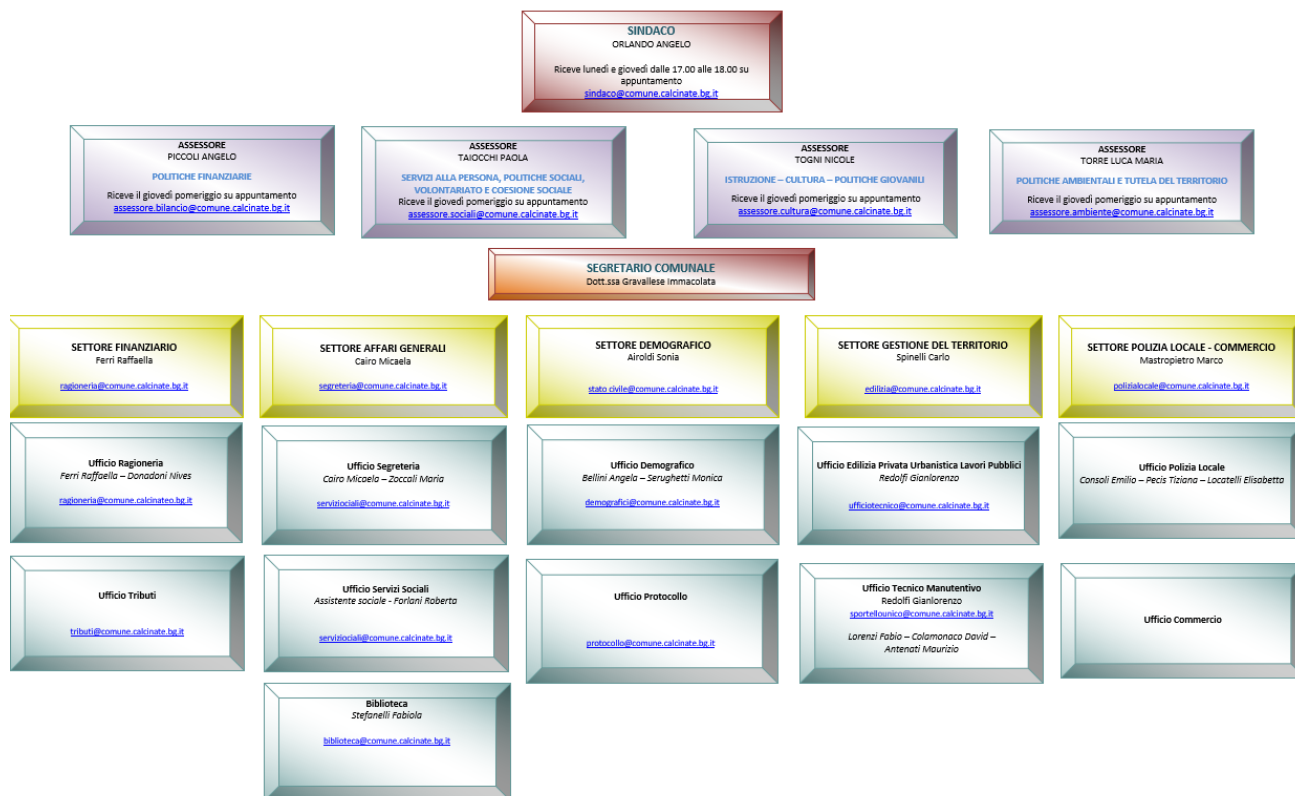 SINDACO
ORLANDO ANGELO
Riceve lunedì e giovedì dalle 17.00 alle 18.00 su
appuntamento
sindaco@comune.calcinate.bg.it
ASSESSORE
PICCOLI ANGELO
POLITICHE FINANZIARIE
Riceve il giovedì pomeriggio su appuntamento
assessore.bilancio@comune.calcinate.bg.it
ASSESSORE
TAIOCCHI PAOLA
SERVIZI ALLA PERSONA, POLITICHE SOCIALI,
VOLONTARIATO E COESIONE SOCIALE
Riceve il giovedì pomeriggio su appuntamento
assessore.sociali@comune.calcinate.bg.it
ASSESSORE
TOGNI NICOLE
ISTRUZIONE – CULTURA – POLITICHE GIOVANILI
Riceve il giovedì pomeriggio su appuntamento
assessore.cultura@comune.calcinate.bg.it
ASSESSORE
TORRE LUCA MARIA
POLITICHE AMBIENTALI E TUTELA DEL TERRITORIO
Riceve il giovedì pomeriggio su appuntamento
assessore.ambiente@comune.calcinate.bg.it
SEGRETARIO COMUNALE
Dott.ssa Gravallese Immacolata
SETTORE FINANZIARIO
Ferri Raffaella
ragioneria@comune.calcinate.bg.it
SETTORE AFFARI GENERALI
Cairo Micaela
segreteria@comune.calcinate.bg.it
SETTORE DEMOGRAFICO
Airoldi Sonia
stato civile@comune.calcinate.bg.it
SETTORE GESTIONE DEL TERRITORIO
Spinelli Carlo
edilizia@comune.calcinate.bg.it
SETTORE POLIZIA LOCALE - COMMERCIO
Mastropietro Marco
polizialocale@comune.calcinate.bg.it
Ufficio Ragioneria
Ferri Raffaella – Donadoni Nives
ragioneria@comune.calcinateo.bg.it
Ufficio Segreteria
Cairo Micaela – Zoccali Maria
serviziociali@comune.calcinate.bg.it
Ufficio Demografico
Bellini Angela – Serughetti Monica
demografici@comune.calcinate.bg.it
Ufficio Edilizia Privata Urbanistica Lavori Pubblici
Redolfi Gianlorenzo
ufficiotecnico@comune.calcinate.bg.it
Ufficio Polizia Locale
Consoli Emilio – Pecis Tiziana – Locatelli Elisabetta
Ufficio Tributi
tributi@comune.calcinate.bg.it
Ufficio Servizi Sociali
Assistente sociale - Forlani Roberta
serviziociali@comune.calcinate.bg.it
Ufficio Protocollo
protocollo@comune.calcinate.bg.it
Ufficio Tecnico Manutentivo
Redolfi Gianlorenzo
sportellounico@comune.calcinate.bg.it
Lorenzi Fabio – Colamonaco David –
Antenati Maurizio
Ufficio Commercio
Biblioteca
Stefanelli Fabiola
biblioteca@comune.calcinate.bg.it